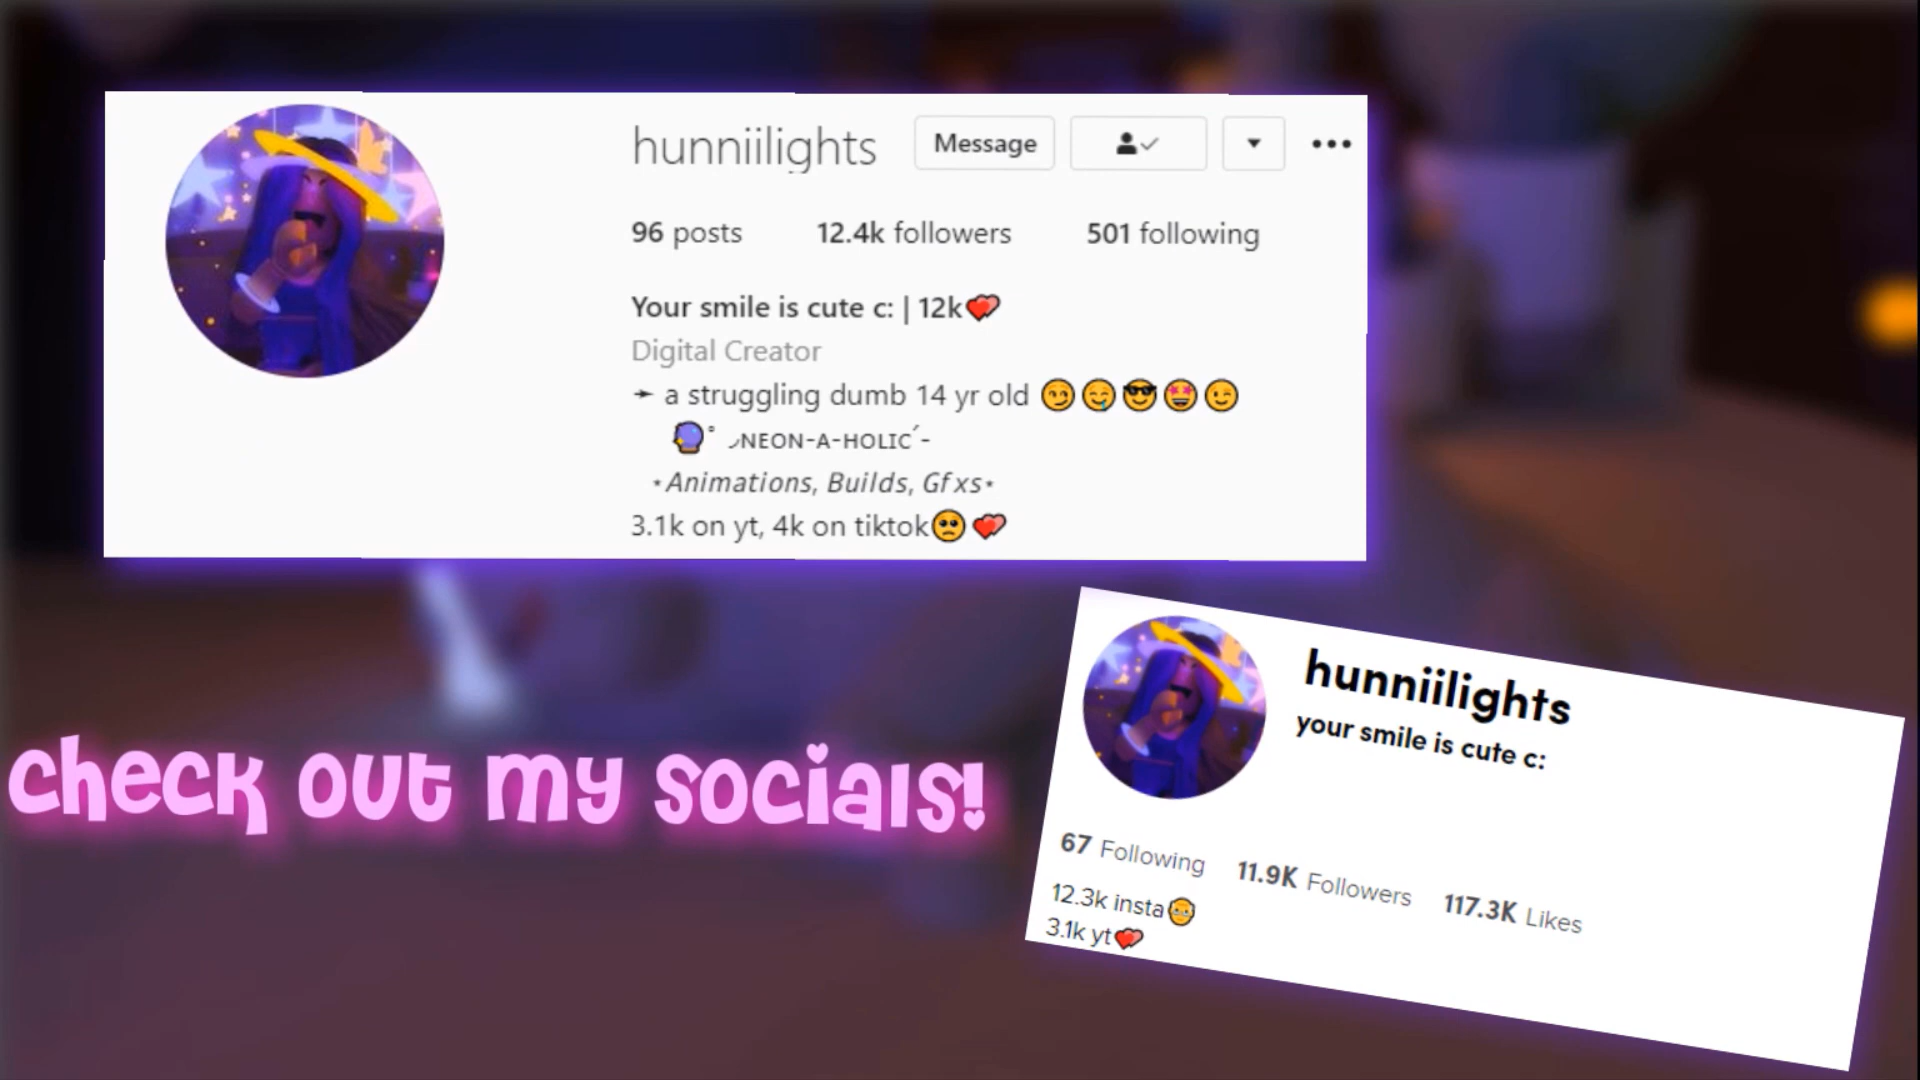 hunniilights
Message
96 posts 12.4k followers 501 following
Your smile is cute c: | 12k💕
Digital Creator
➛ a struggling dumb 14 yr old 😏🤤😎🤩😉
🔮˚ ◞ɴᴇᴏɴ-ᴀ-ʜᴏʟɪᴄ´-
⋆𝘈𝘯𝘪𝘮𝘢𝘵𝘪𝘰𝘯𝘴, 𝘉𝘶𝘪𝘭𝘥𝘴, 𝘎𝘧𝘹𝘴⋆
3.1k on yt, 4k on tiktok🥺💕
check out my socials!
hunniilights
your smile is cute c:
67 Following 11.9K Followers 117.3K Likes
12.3k insta🤓
3.1k yt💕